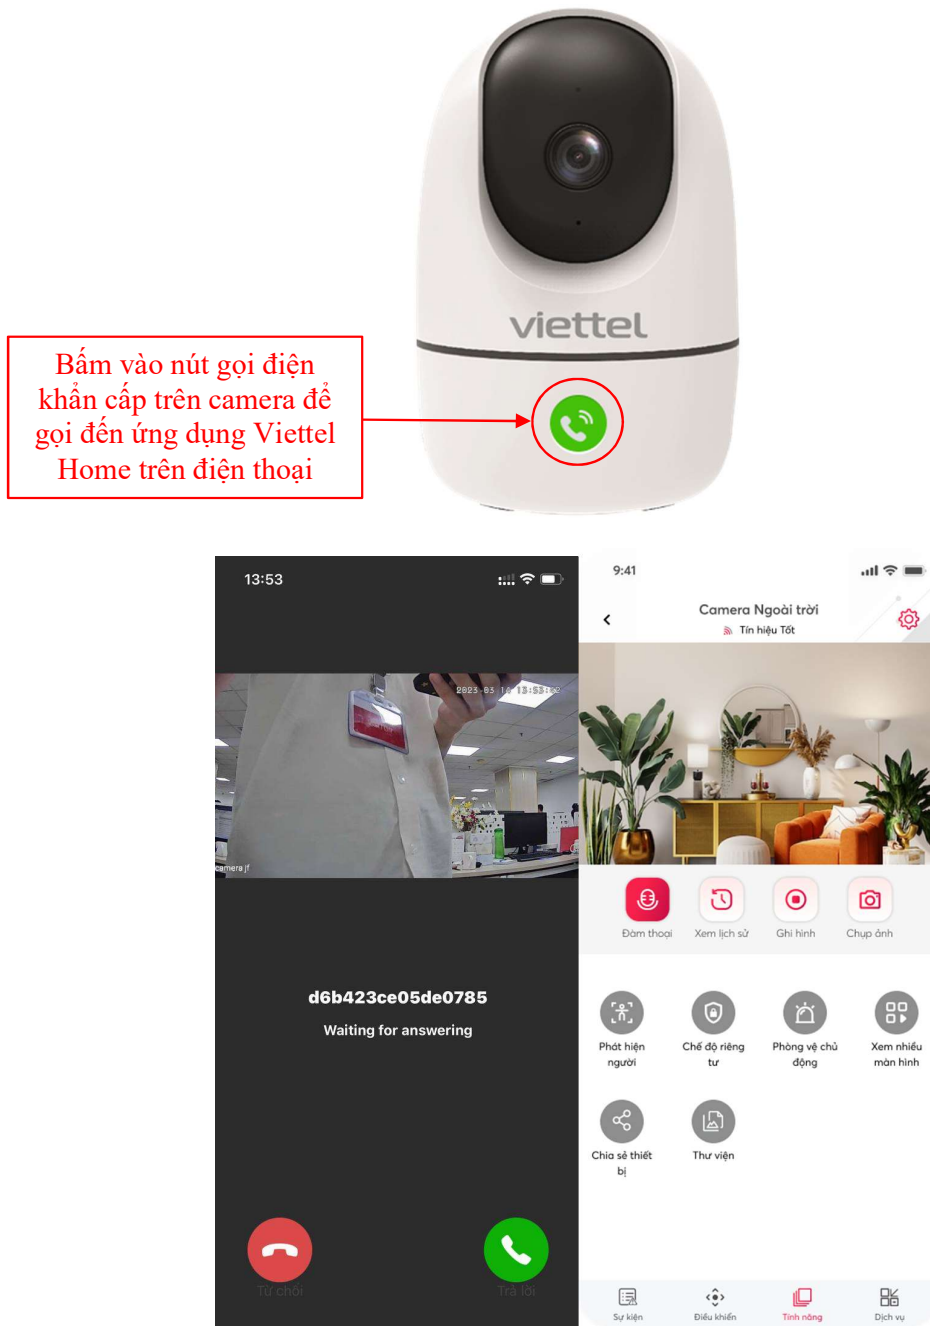 viettel
Bấm vào nút gọi điện
khẩn cấp trên camera để
gọi đến ứng dụng Viettel
Home trên điện thoại
13:53
camera jf
d6b423ce05de0785
Waiting for answering
Từ chối
Trả lời
9:41
Camera Ngoài trời
Tín hiệu Tốt
Đàm thoại
Xem lịch sử
Ghi hình
Chụp ảnh
Phát hiện
người
Chế độ riêng
tư
Phòng vệ chủ
động
Xem nhiều
màn hình
Chia sẻ thiết
bị
Thư viện
Sự kiện
Điều khiển
Tính năng
Dịch vụ